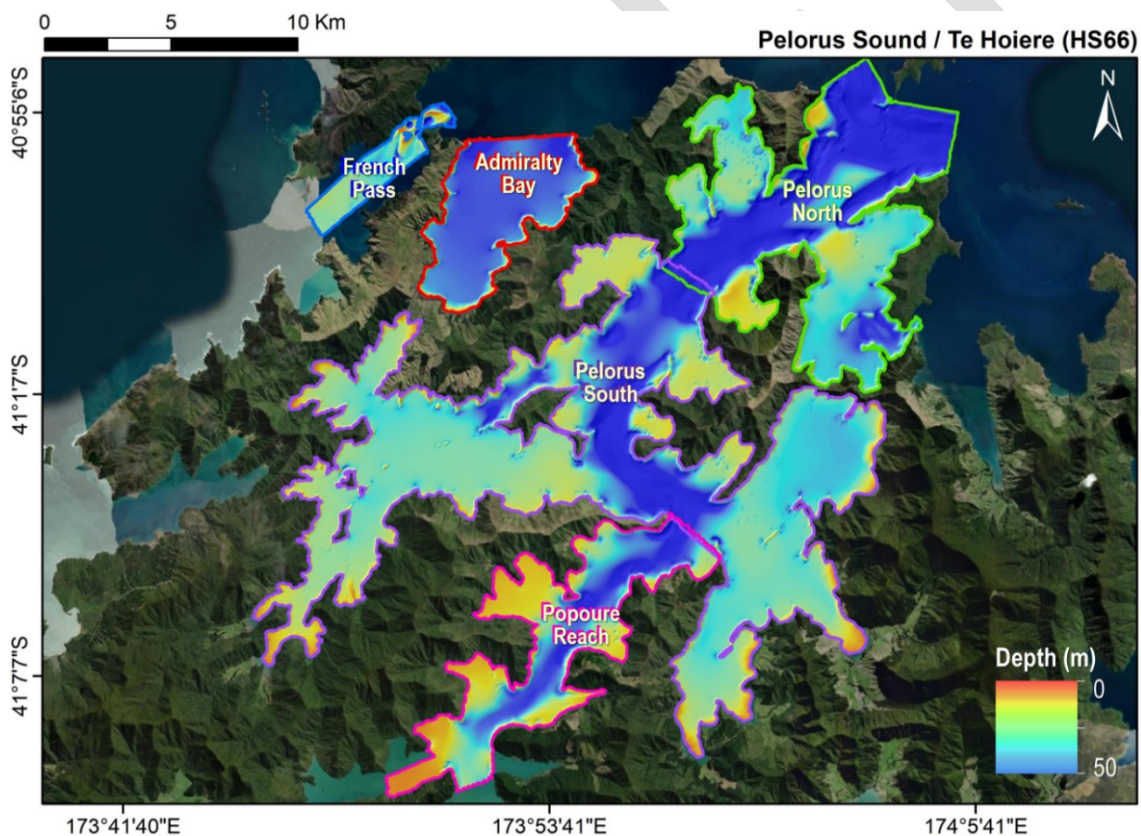 0 5 10 Km
Pelorus Sound / Te Hoiere (HS66)
N
40°55'6"S
41°1'17"S
41°7'7"S
French
Pass
Admiralty
Bay
Pelorus
North
Pelorus
South
Popoure
Reach
Depth (m)
0
50
173°41'40"E 173°53'41"E 174°5'41"E